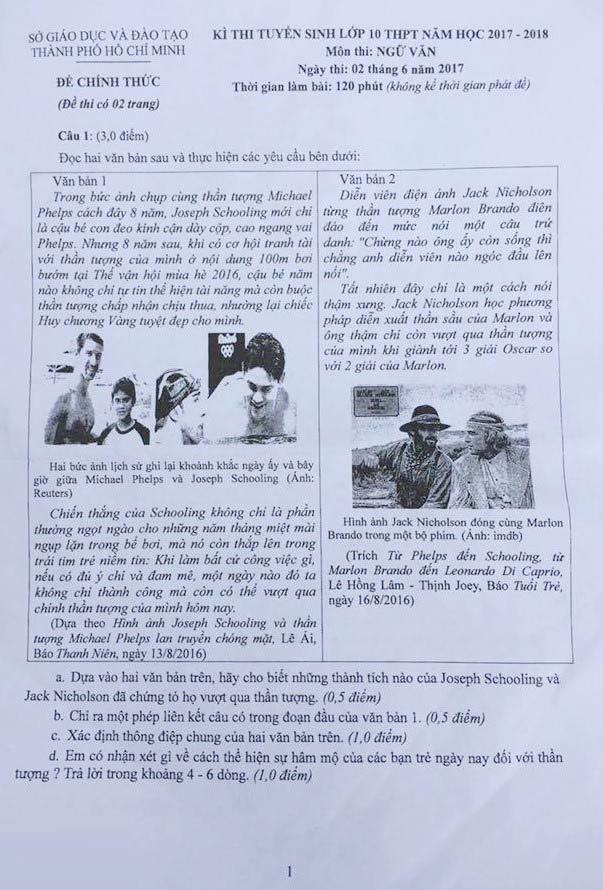 SỞ GIÁO DỤC VÀ ĐÀO TẠO
THÀNH PHỐ HỒ CHÍ MINH
ĐỀ CHÍNH THỨC
(Đề thi có 02 trang)
KÌ THI TUYỂN SINH LỚP 10 THPT NĂM HỌC 2017 - 2018
Môn thi: NGỮ VĂN
Ngày thi: 02 tháng 6 năm 2017
Thời gian làm bài: 120 phút (không kể thời gian phát đề)
Câu 1: (3,0 điểm)
Đọc hai văn bản sau và thực hiện các yêu cầu bên dưới:
Văn bản 1
Trong bức ảnh chụp cùng thần tượng Michael
Phelps cách đây 8 năm, Joseph Schooling mới chỉ
là cậu bé con đeo kính cận dày cộp, cao ngang vai
Phelps. Nhưng 8 năm sau, khi có cơ hội tranh tài
với thần tượng của mình ở nội dung 100m bơi
bướm tại Thế vận hội mùa hè 2016, cậu bé năm
nào không chỉ tự tin thể hiện tài năng mà còn buộc
thần tượng chấp nhận chịu thua, nhường lại chiếc
Huy chương Vàng tuyệt đẹp cho mình.
Hai bức ảnh lịch sử ghi lại khoảnh khắc ngày ấy và bây
giờ giữa Michael Phelps và Joseph Schooling (Ảnh:
Reuters)
Chiến thắng của Schooling không chỉ là phần
thưởng ngọt ngào cho những năm tháng miệt mài
ngụp lặn trong bể bơi, mà nó còn thắp lên trong
trái tim trẻ niềm tin: Khi làm bất cứ công việc gì,
nếu có đủ ý chí và đam mê, một ngày nào đó ta
không chỉ thành công mà còn có thể vượt qua
chính thần tượng của mình hôm nay.
(Dựa theo Hình ảnh Joseph Schooling và thần
tượng Michael Phelps lan truyền chóng mặt, Lê Ái,
Báo Thanh Niên, ngày 13/8/2016)
Văn bản 2
Diễn viên điện ảnh Jack Nicholson
từng thần tượng Marlon Brando điên
đảo đến mức nói một câu trứ
danh: "Chừng nào ông ấy còn sống thì
chẳng anh diễn viên nào ngóc đầu lên
nổi".
Tất nhiên đây chỉ là một cách nói
thậm xưng. Jack Nicholson học phương
pháp diễn xuất thần sầu của Marlon và
ông thậm chí còn vượt qua thần tượng
của mình khi giành tới 3 giải Oscar so
với 2 giải của Marlon.
Hình ảnh Jack Nicholson đóng cùng Marlon
Brando trong một bộ phim. (Ảnh: imdb)
(Trích Từ Phelps đến Schooling, từ
Marlon Brando đến Leonardo Di Caprio,
Lê Hồng Lâm - Thịnh Joey, Báo Tuổi Trẻ,
ngày 16/8/2016)
a. Dựa vào hai văn bản trên, hãy cho biết những thành tích nào của Joseph Schooling và
Jack Nicholson đã chứng tỏ họ vượt qua thần tượng. (0,5 điểm)
b. Chỉ ra một phép liên kết câu có trong đoạn đầu của văn bản 1. (0,5 điểm)
c. Xác định thông điệp chung của hai văn bản trên. (1,0 điểm)
d. Em có nhận xét gì về cách thể hiện sự hâm mộ của các bạn trẻ ngày nay đối với thần
tượng ? Trả lời trong khoảng 4 - 6 dòng. (1,0 điểm)
1